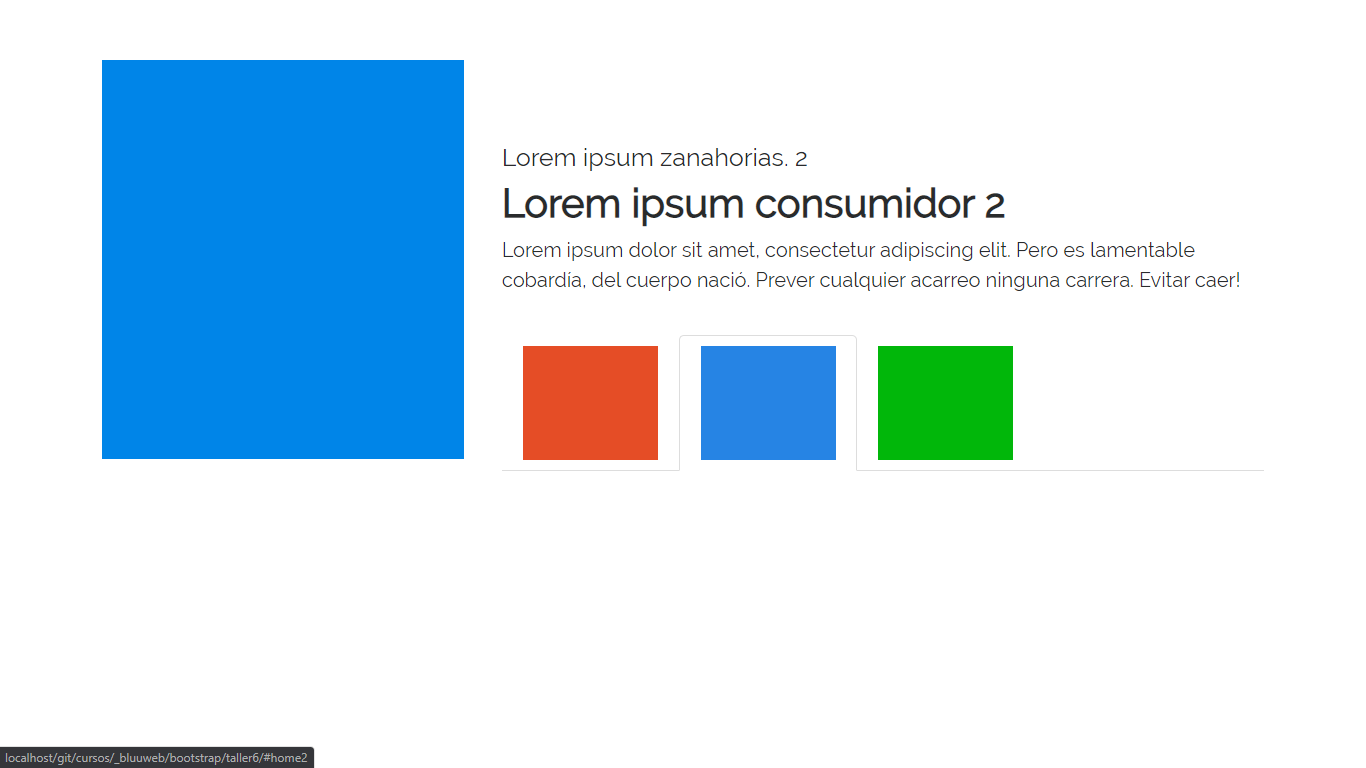 Lorem ipsum zanahorias. 2
Lorem ipsum consumidor 2
Lorem ipsum dolor sit amet, consectetur adipiscing elit. Pero es lamentable
cobardía, del cuerpo nació. Prever cualquier acarreo ninguna carrera. Evitar caer!
localhost/git/cursos/_bluuweb/bootstrap/taller6/#home2